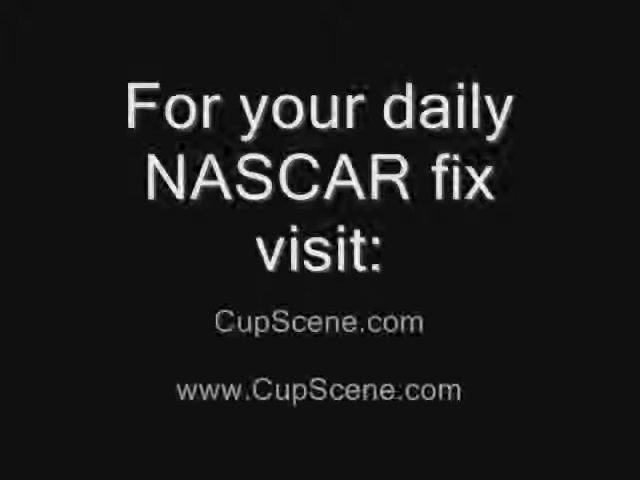 For your daily
NASCAR fix
visit:
CupScene.com
www.CupScene.com